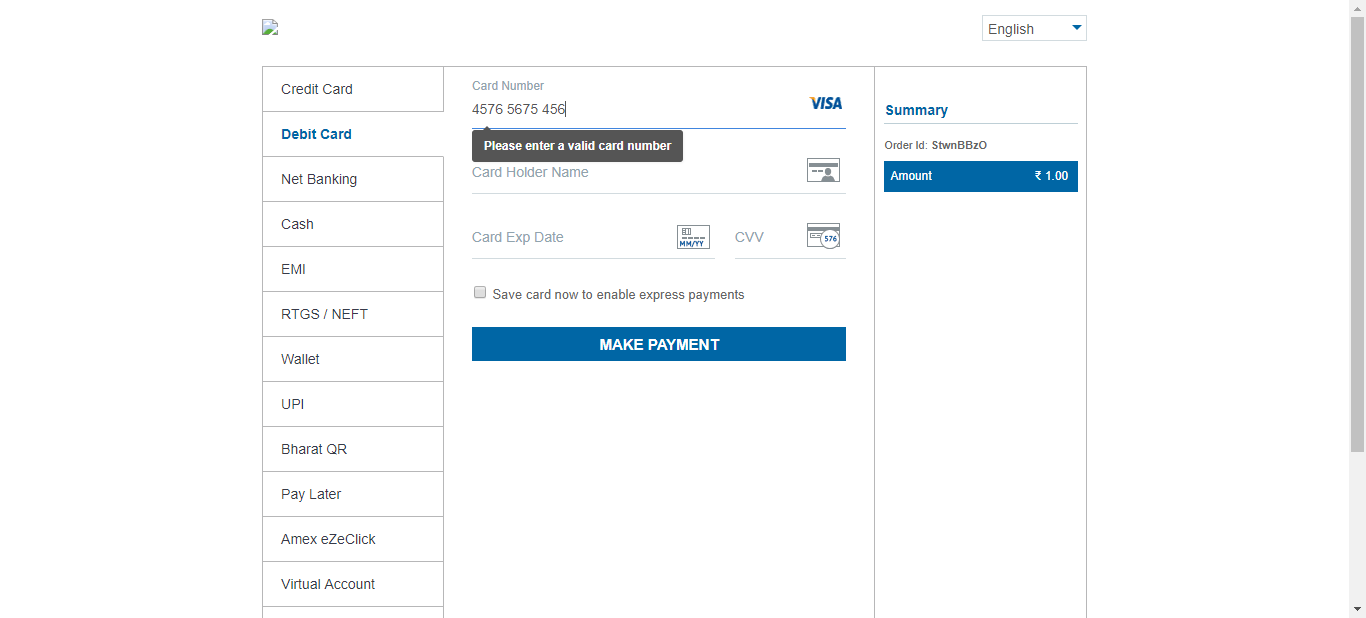 English
Credit Card
Debit Card
Net Banking
Cash
EMI
RTGS / NEFT
Wallet
UPI
Bharat QR
Pay Later
Amex eZeClick
Virtual Account
Card Number
4576 5675 456
VISA
Please enter a valid card number
Card Holder Name
Card Exp Date
MM/YY
CVV
576
Save card now to enable express payments
MAKE PAYMENT
Summary
Order Id: StwnBBzO
Amount ₹ 1.00